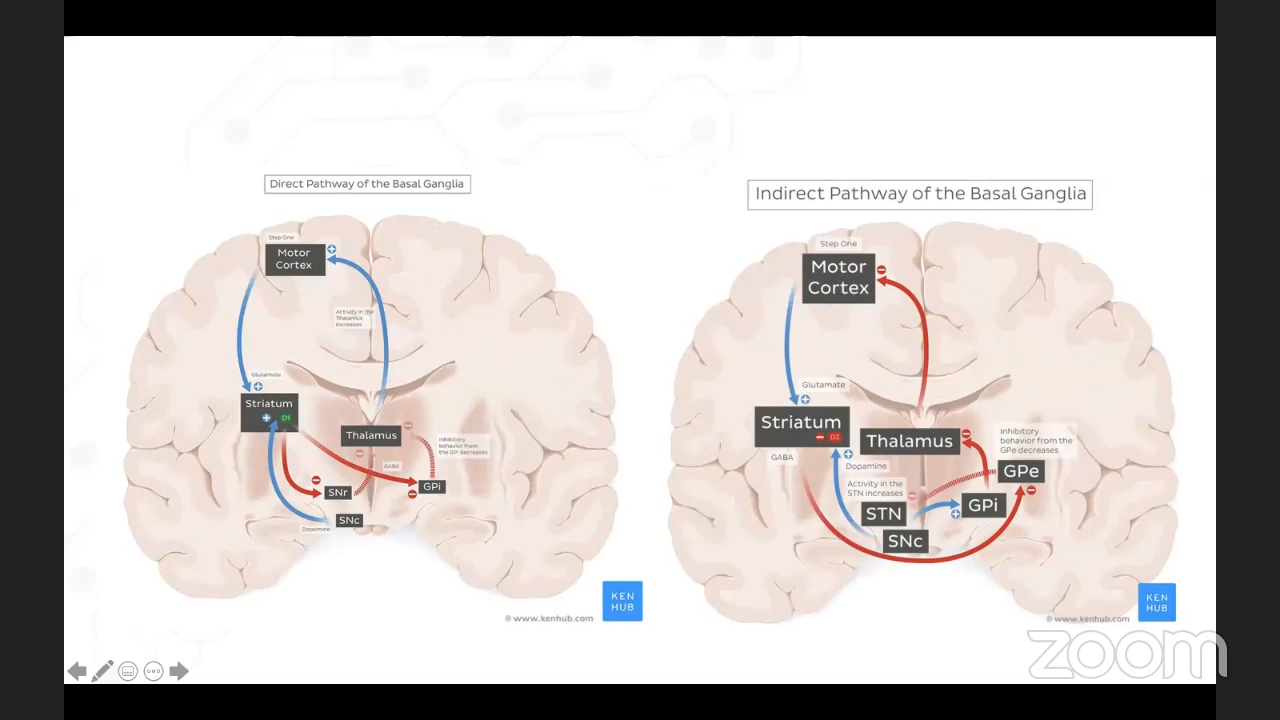 Direct Pathway of the Basal Ganglia
Step One
Motor
Cortex
Activity in the
Thalamus
increases
Glutamate
Striatum
D1
Thalamus
Inhibitory
behavior from
the GPi decreases
GABA
SNr
GPi
SNc
Dopamine
KEN
HUB
© www.kenhub.com
Indirect Pathway of the Basal Ganglia
Step One
Motor
Cortex
Glutamate
Striatum
D2
Thalamus
Inhibitory
behavior from the
GPe decreases
GABA
Dopamine
GPe
Activity in the
STN increases
GPi
STN
SNc
KEN
HUB
© www.kenhub.com
zoom